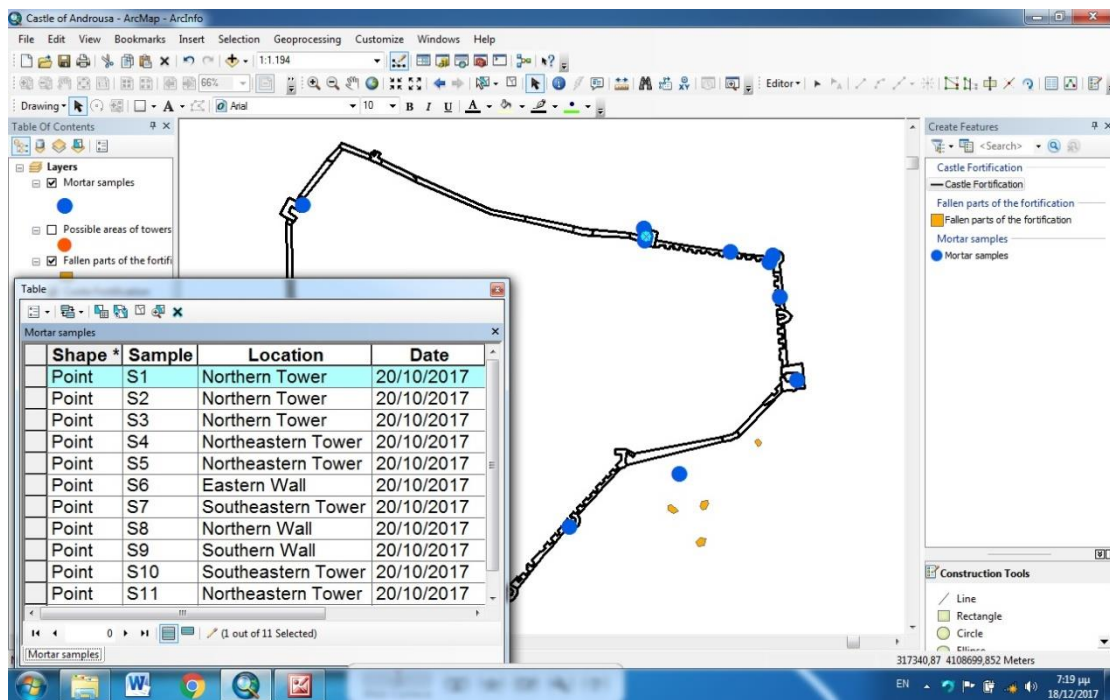 Castle of Androusa - ArcMap - ArcInfo
File Edit View Bookmarks Insert Selection Geoprocessing Customize Windows Help
1:1.194
66% Editor
Drawing A Arial 10 B I U A
Table Of Contents
Layers
Mortar samples
Possible areas of towers
Fallen parts of the fortifi
Table
Mortar samples
Shape * Sample Location Date
Point S1 Northern Tower 20/10/2017
Point S2 Northern Tower 20/10/2017
Point S3 Northern Tower 20/10/2017
Point S4 Northeastern Tower 20/10/2017
Point S5 Northeastern Tower 20/10/2017
Point S6 Eastern Wall 20/10/2017
Point S7 Southeastern Tower 20/10/2017
Point S8 Northern Wall 20/10/2017
Point S9 Southern Wall 20/10/2017
Point S10 Southeastern Tower 20/10/2017
Point S11 Northeastern Tower 20/10/2017
0 (1 out of 11 Selected)
Mortar samples
Create Features
<Search>
Castle Fortification
Castle Fortification
Fallen parts of the fortification
Fallen parts of the fortification
Mortar samples
Mortar samples
Construction Tools
Line
Rectangle
Circle
Ellipse
317340,87 4108699,852 Meters
EN
7:19 μμ
18/12/2017